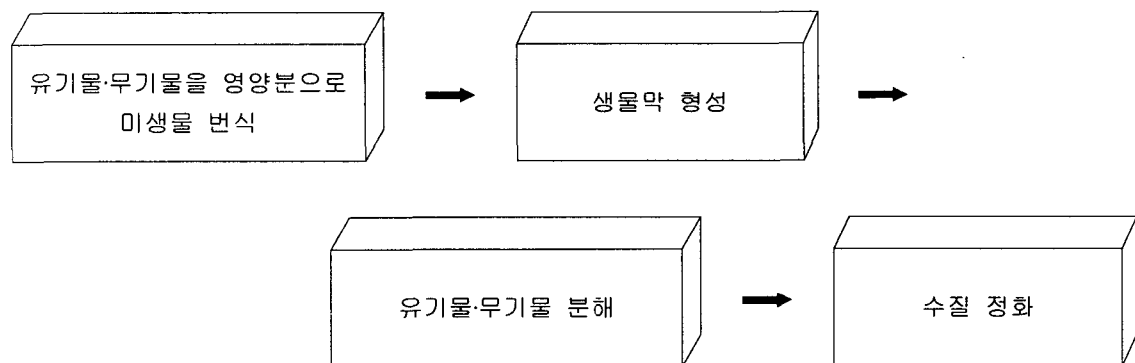 유기물·무기물을 영양분으로
미생물 번식
생물막 형성
유기물·무기물 분해
수질 정화